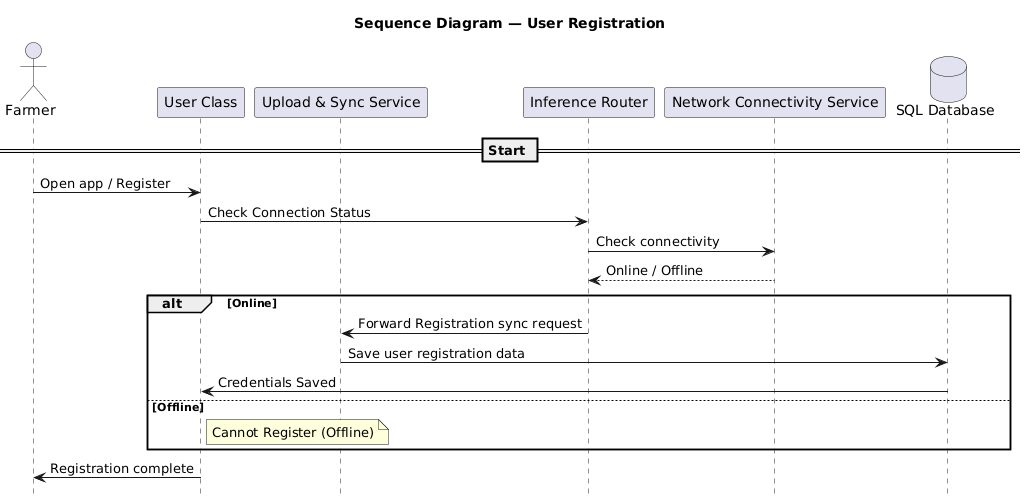 Sequence Diagram — User Registration
Farmer
User Class
Upload & Sync Service
Inference Router
Network Connectivity Service
SQL Database
Start
Open app / Register
Check Connection Status
Check connectivity
Online / Offline
alt
[Online]
Forward Registration sync request
Save user registration data
Credentials Saved
[Offline]
Cannot Register (Offline)
Registration complete